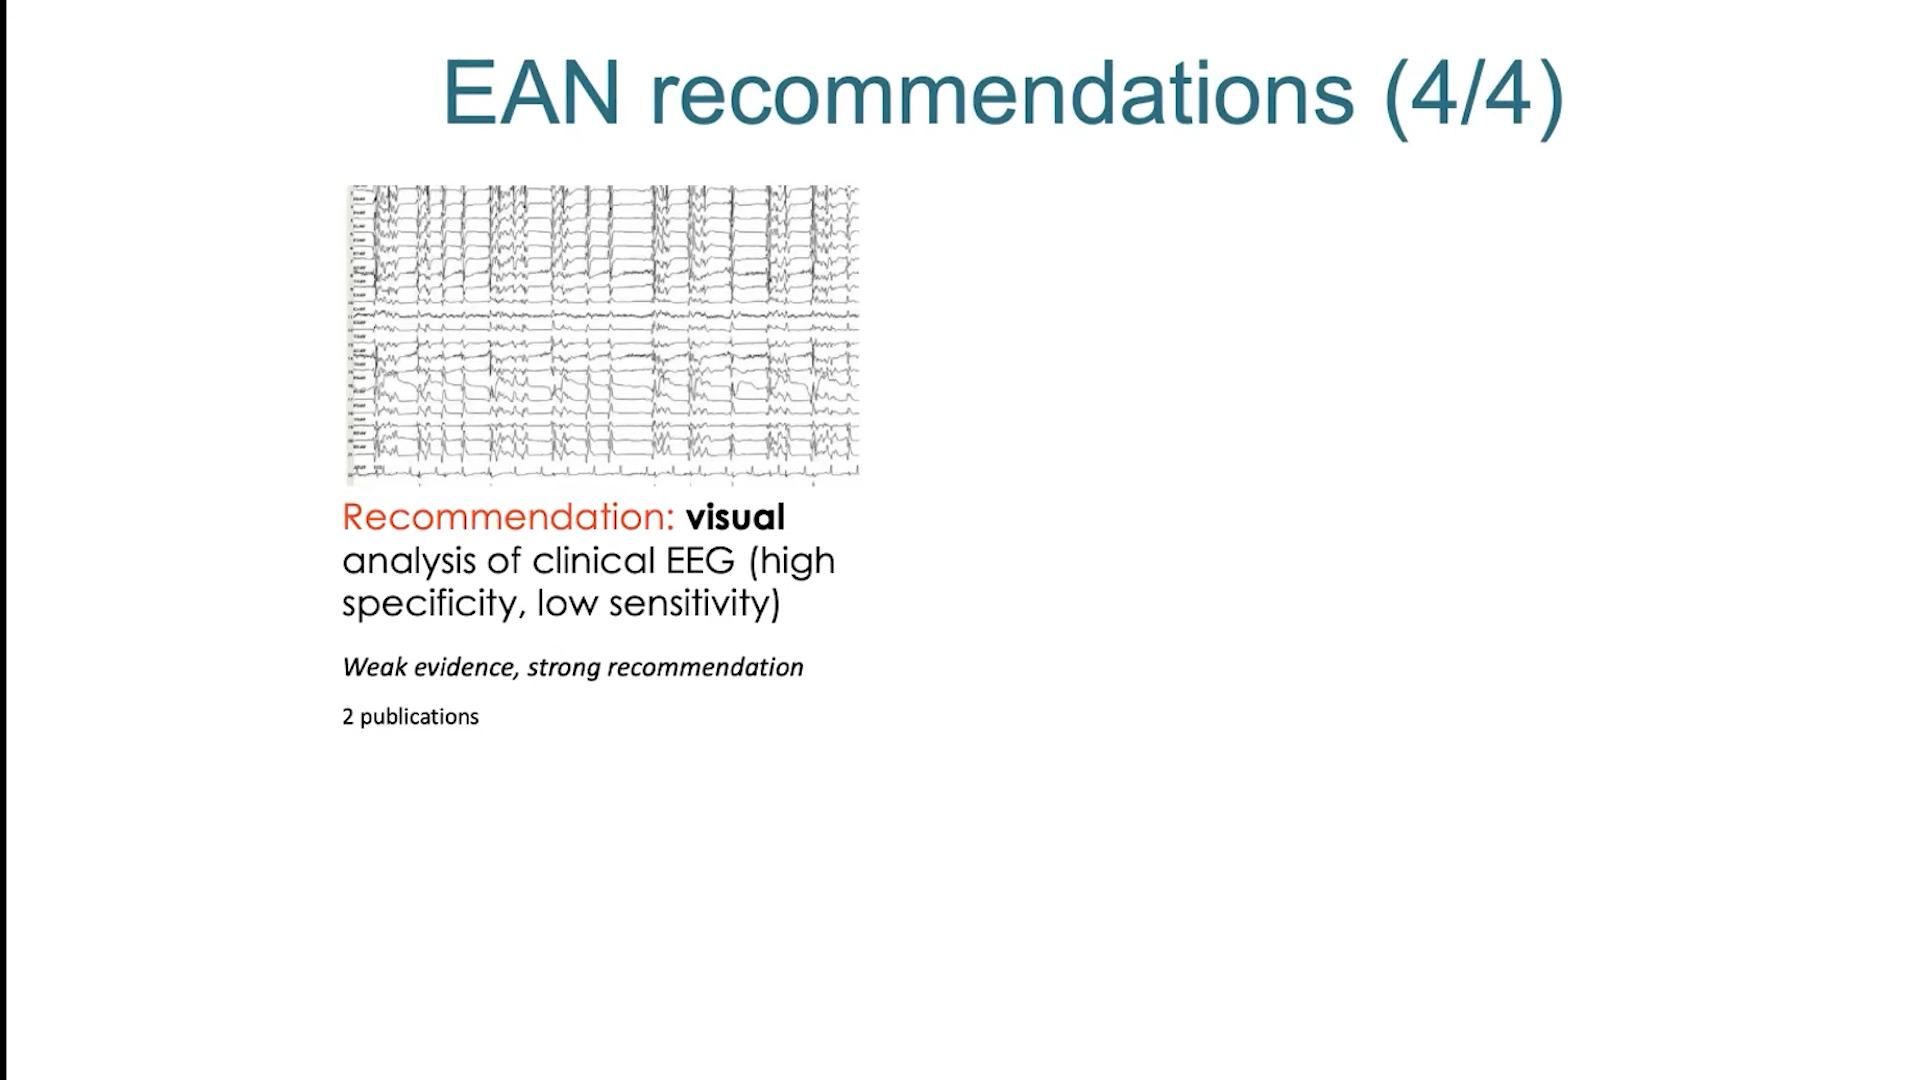 EAN recommendations (4/4)
Recommendation: visual
analysis of clinical EEG (high
specificity, low sensitivity)
Weak evidence, strong recommendation
2 publications